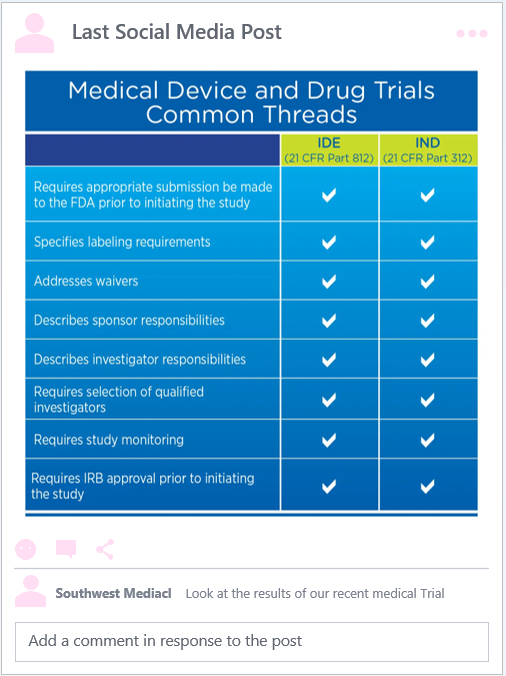 Last Social Media Post
Medical Device and Drug Trials
Common Threads
IDE
(21 CFR Part 812)
IND
(21 CFR Part 312)
Requires appropriate submission be made
to the FDA prior to initiating the study
Specifies labeling requirements
Addresses waivers
Describes sponsor responsibilities
Describes investigator responsibilities
Requires selection of qualified
investigators
Requires study monitoring
Requires IRB approval prior to initiating
the study
Southwest Mediacl Look at the results of our recent medical Trial
Add a comment in response to the post